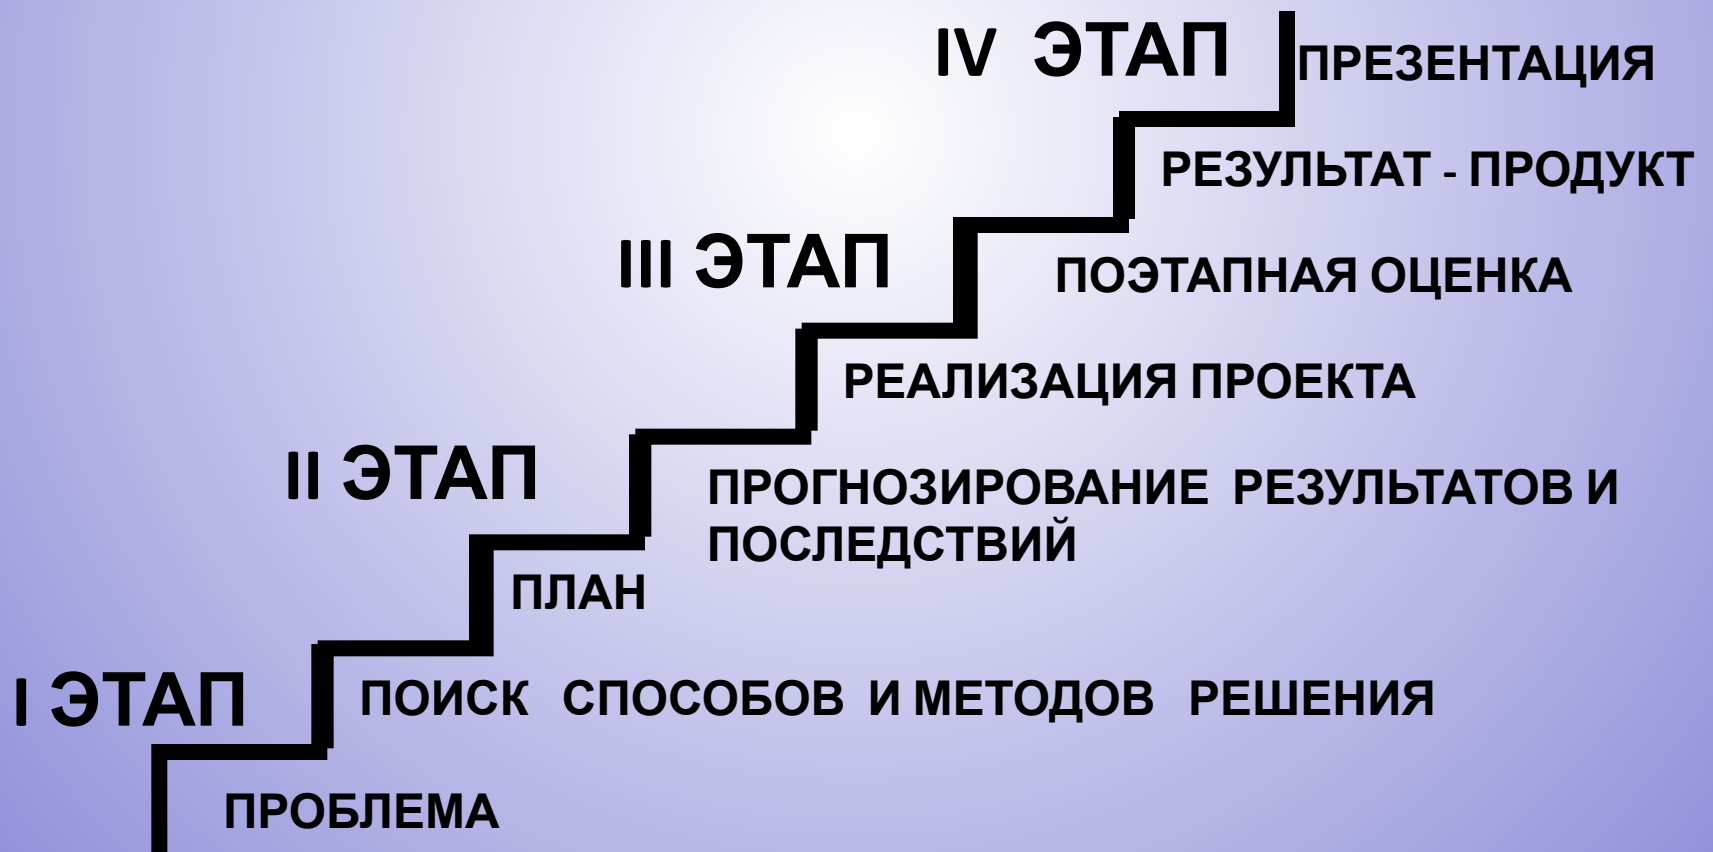 IV ЭТАП
ПРЕЗЕНТАЦИЯ
РЕЗУЛЬТАТ - ПРОДУКТ
III ЭТАП
ПОЭТАПНАЯ ОЦЕНКА
РЕАЛИЗАЦИЯ ПРОЕКТА
II ЭТАП
ПРОГНОЗИРОВАНИЕ РЕЗУЛЬТАТОВ И
ПОСЛЕДСТВИЙ
ПЛАН
I ЭТАП
ПОИСК СПОСОБОВ И МЕТОДОВ РЕШЕНИЯ
ПРОБЛЕМА